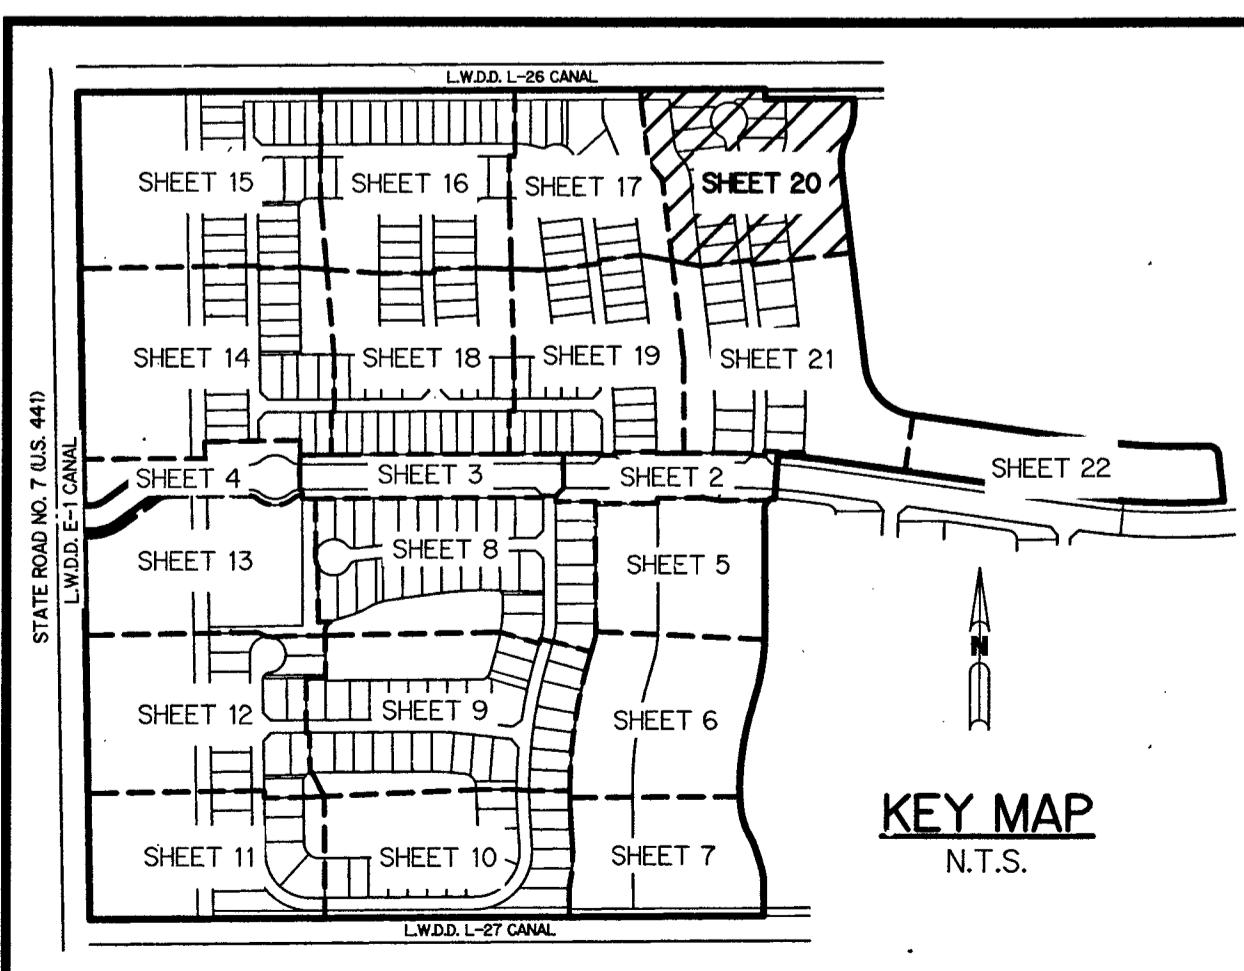 L.W.D.D. L-26 CANAL
SHEET 15
SHEET 16
SHEET 17
SHEET 20
SHEET 14
SHEET 18
SHEET 19
SHEET 21
STATE ROAD NO. 7 (U.S. 441)
L.W.D.D. E-1 CANAL
SHEET 4
SHEET 3
SHEET 2
SHEET 22
SHEET 13
SHEET 8
SHEET 5
N
SHEET 12
SHEET 9
SHEET 6
KEY MAP
N.T.S.
SHEET 11
SHEET 10
SHEET 7
L.W.D.D. L-27 CANAL